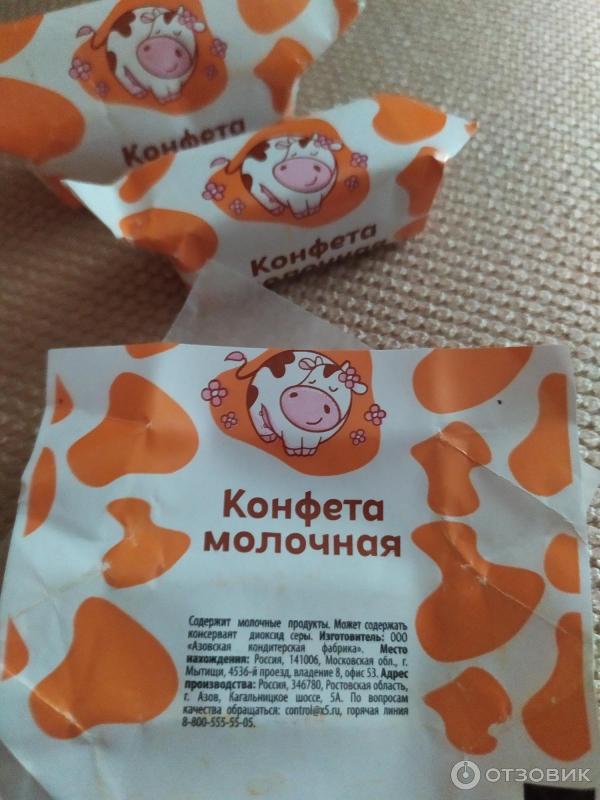 Конфета
Конфета
молочная
Конфета
молочная
Содержит молочные продукты. Может содержать
консервант диоксид серы. Изготовитель: ООО
«Азовская кондитерская фабрика». Место
нахождения: Россия, 141006, Московская обл., г.
Мытищи, 4536-й проезд, владение 8, офис 53. Адрес
производства: Россия, 346780, Ростовская область,
г. Азов, Кагальницкое шоссе, 5А. По вопросам
качества обращаться: control@x5.ru, горячая линия
8-800-555-55-05.
ОТЗОВИК